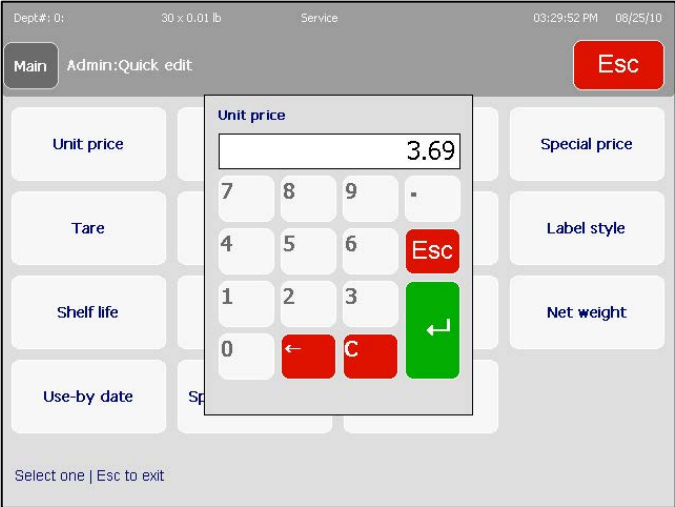 Dept#: 0: 30 x 0.01 lb Service 03:29:52 PM 08/25/10
Main Admin:Quick edit Esc
Unit price
3.69
Unit price Special price
7 8 9 -
Tare Label style
4 5 6 Esc
Shelf life Net weight
1 2 3 ↵
0 ← C
Use-by date Sp
Select one | Esc to exit